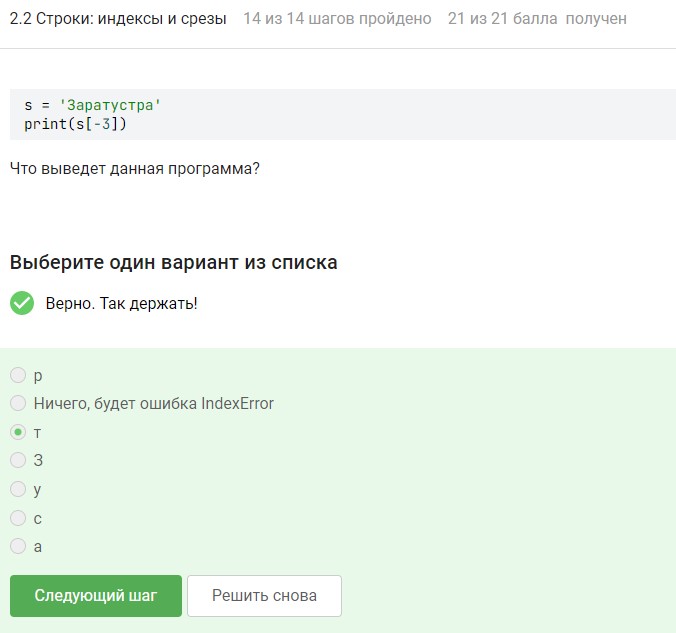 2.2 Строки: индексы и срезы 14 из 14 шагов пройдено 21 из 21 балла получен
s = 'Заратустра'
print(s[-3])
Что выведет данная программа?
Выберите один вариант из списка
Верно. Так держать!
р
Ничего, будет ошибка IndexError
т
З
у
с
а
Следующий шаг Решить снова